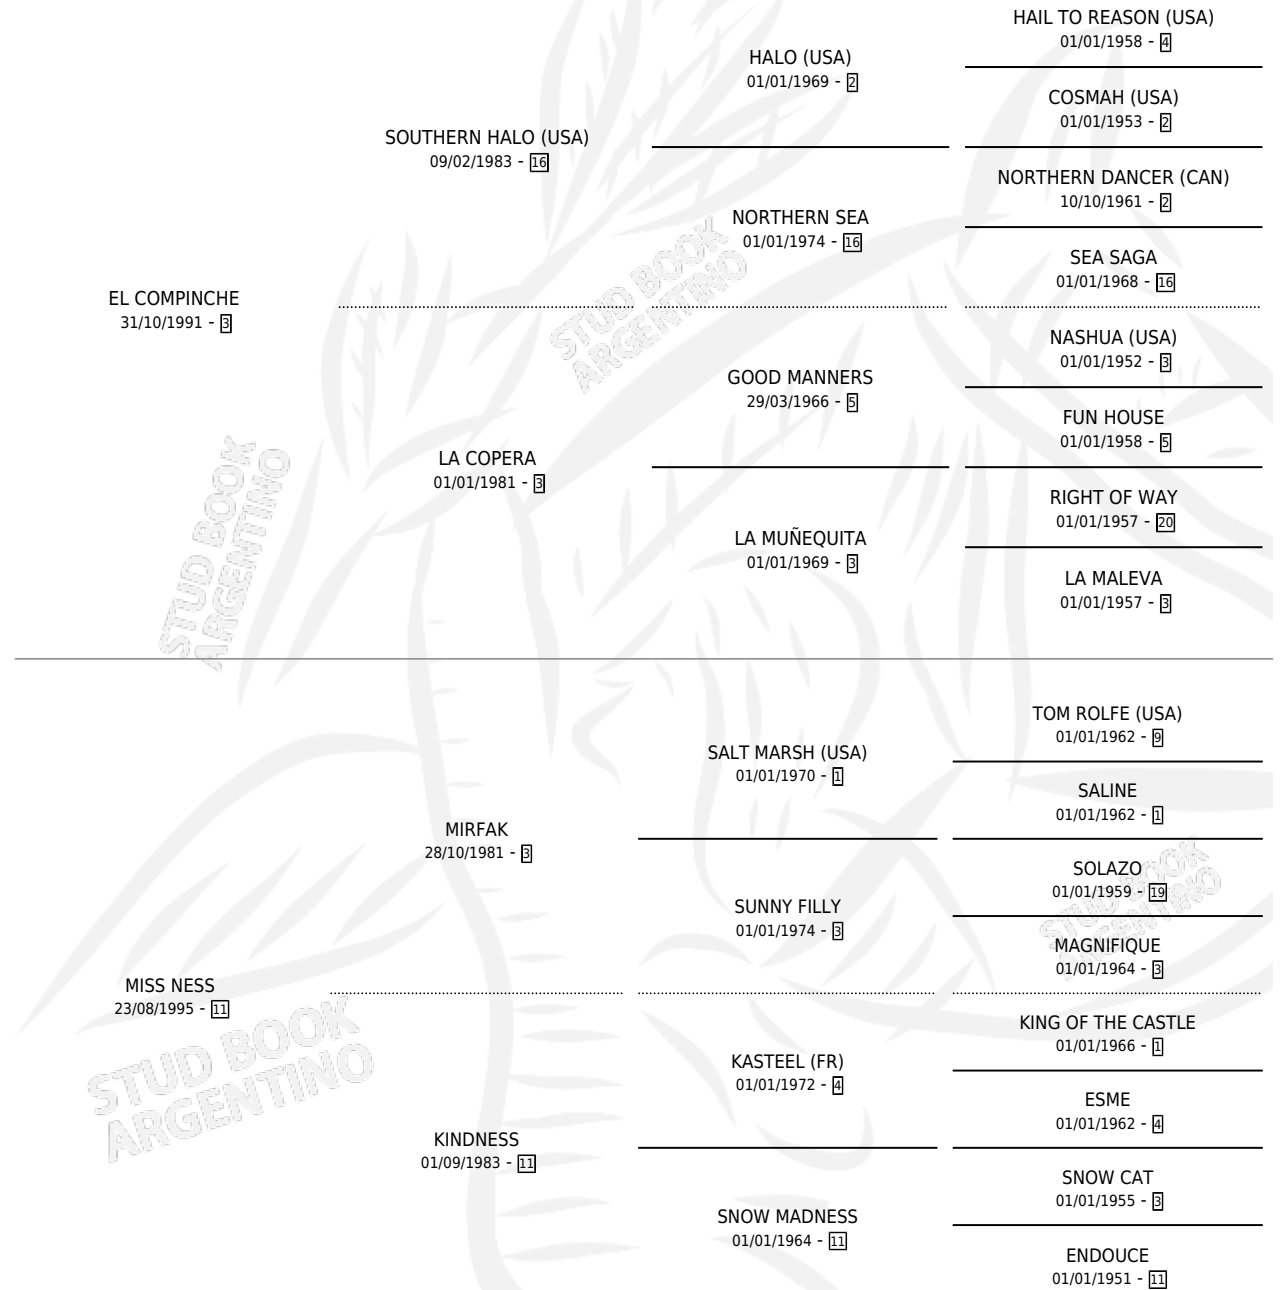 HAIL TO REASON (USA)
01/01/1958 - 4
HALO (USA)
01/01/1969 - 2
COSMAH (USA)
01/01/1953 - 2
SOUTHERN HALO (USA)
09/02/1983 - 16
NORTHERN DANCER (CAN)
10/10/1961 - 2
NORTHERN SEA
01/01/1974 - 16
SEA SAGA
01/01/1968 - 16
EL COMPINCHE
31/10/1991 - 3
NASHUA (USA)
01/01/1952 - 3
GOOD MANNERS
29/03/1966 - 5
FUN HOUSE
01/01/1958 - 5
LA COPERA
01/01/1981 - 3
RIGHT OF WAY
01/01/1957 - 20
LA MUÑEQUITA
01/01/1969 - 3
LA MALEVA
01/01/1957 - 3
TOM ROLFE (USA)
01/01/1962 - 9
SALT MARSH (USA)
01/01/1970 - 1
SALINE
01/01/1962 - 1
MIRFAK
28/10/1981 - 3
SOLAZO
01/01/1959 - 19
SUNNY FILLY
01/01/1974 - 3
MAGNIFIQUE
01/01/1964 - 3
MISS NESS
23/08/1995 - 11
KING OF THE CASTLE
01/01/1966 - 1
KASTEEL (FR)
01/01/1972 - 4
ESME
01/01/1962 - 4
KINDNESS
01/09/1983 - 11
SNOW CAT
01/01/1955 - 3
SNOW MADNESS
01/01/1964 - 11
ENDOUCE
01/01/1951 - 11
STUD BOOK
ARGENTINO
STUD BOOK
ARGENTINO
STUD BOOK
ARGENTINO
STUD BOOK
ARGENTINO